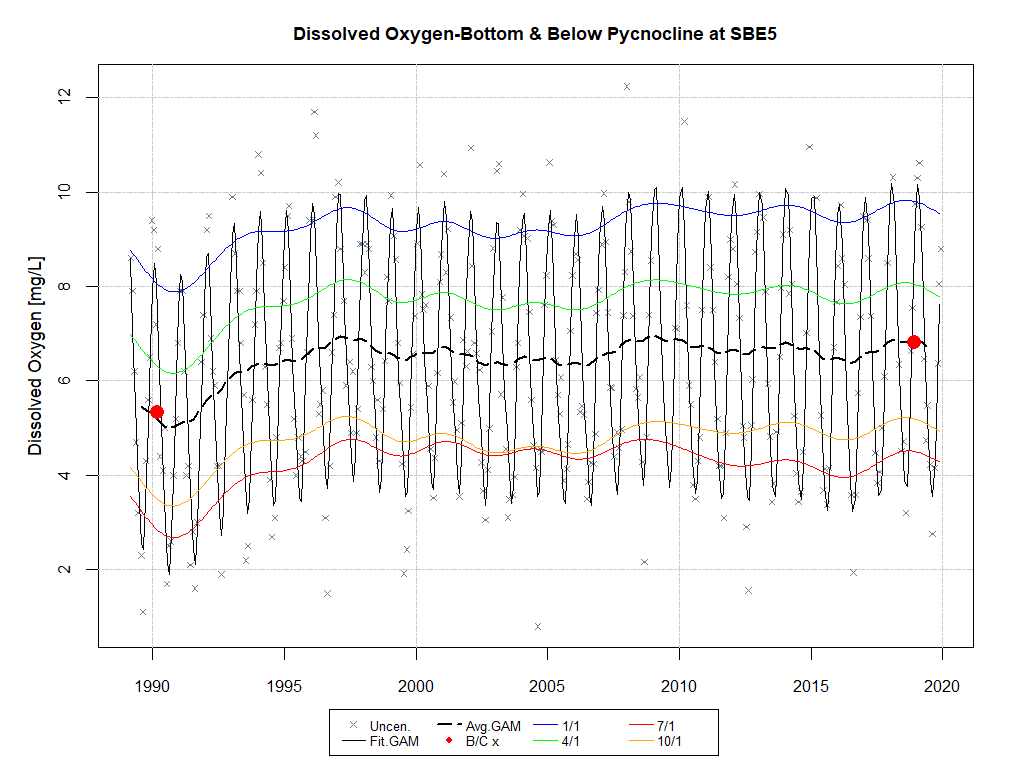 Dissolved Oxygen-Bottom & Below Pycnocline at SBE5
Dissolved Oxygen [mg/L]
12
10
8
6
4
2
1990 1995 2000 2005 2010 2015 2020
Uncen. Avg.GAM 1/1 7/1
Fit.GAM B/C x 4/1 10/1